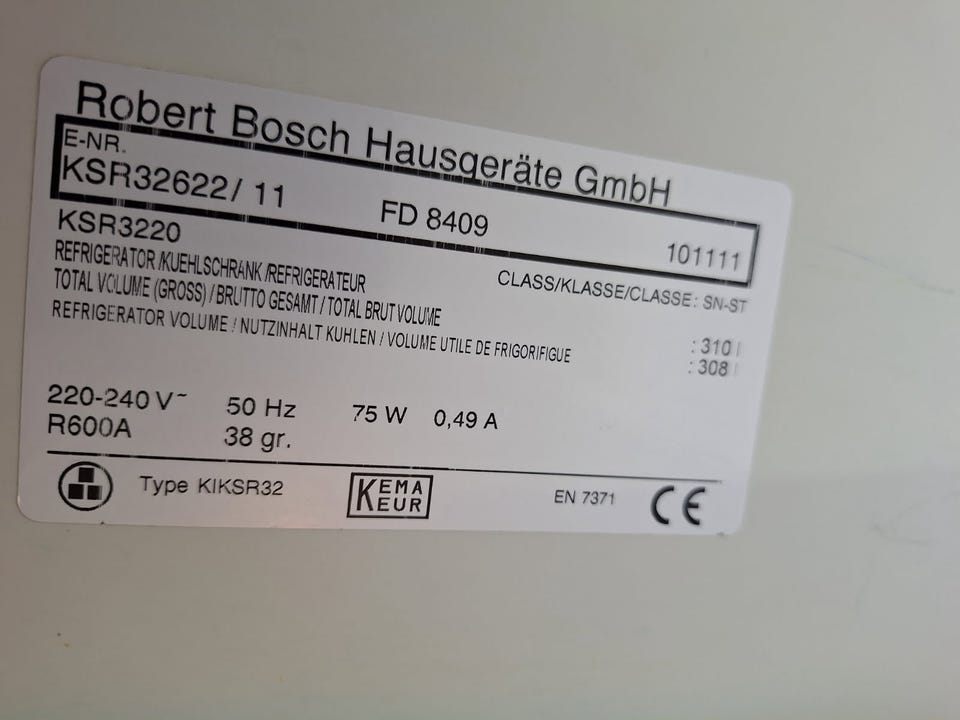 Robert Bosch Hausgeräte GmbH
E-NR.
KSR32622/ 11 FD 8409 101111
KSR3220
REFRIGERATOR /KUEHLSCHRANK /REFRIGERATEUR CLASS/KLASSE/CLASSE : SN-ST
TOTAL VOLUME (GROSS) / BRUTTO GESAMT / TOTAL BRUT VOLUME : 310 l
REFRIGERATOR VOLUME / NUTZINHALT KUHLEN / VOLUME UTILE DE FRIGORIFIGUE : 308 l
220-240 V~ 50 Hz 75 W 0,49 A
R600A 38 gr.
Type KIKSR32 KEMA KEUR EN 7371 CE